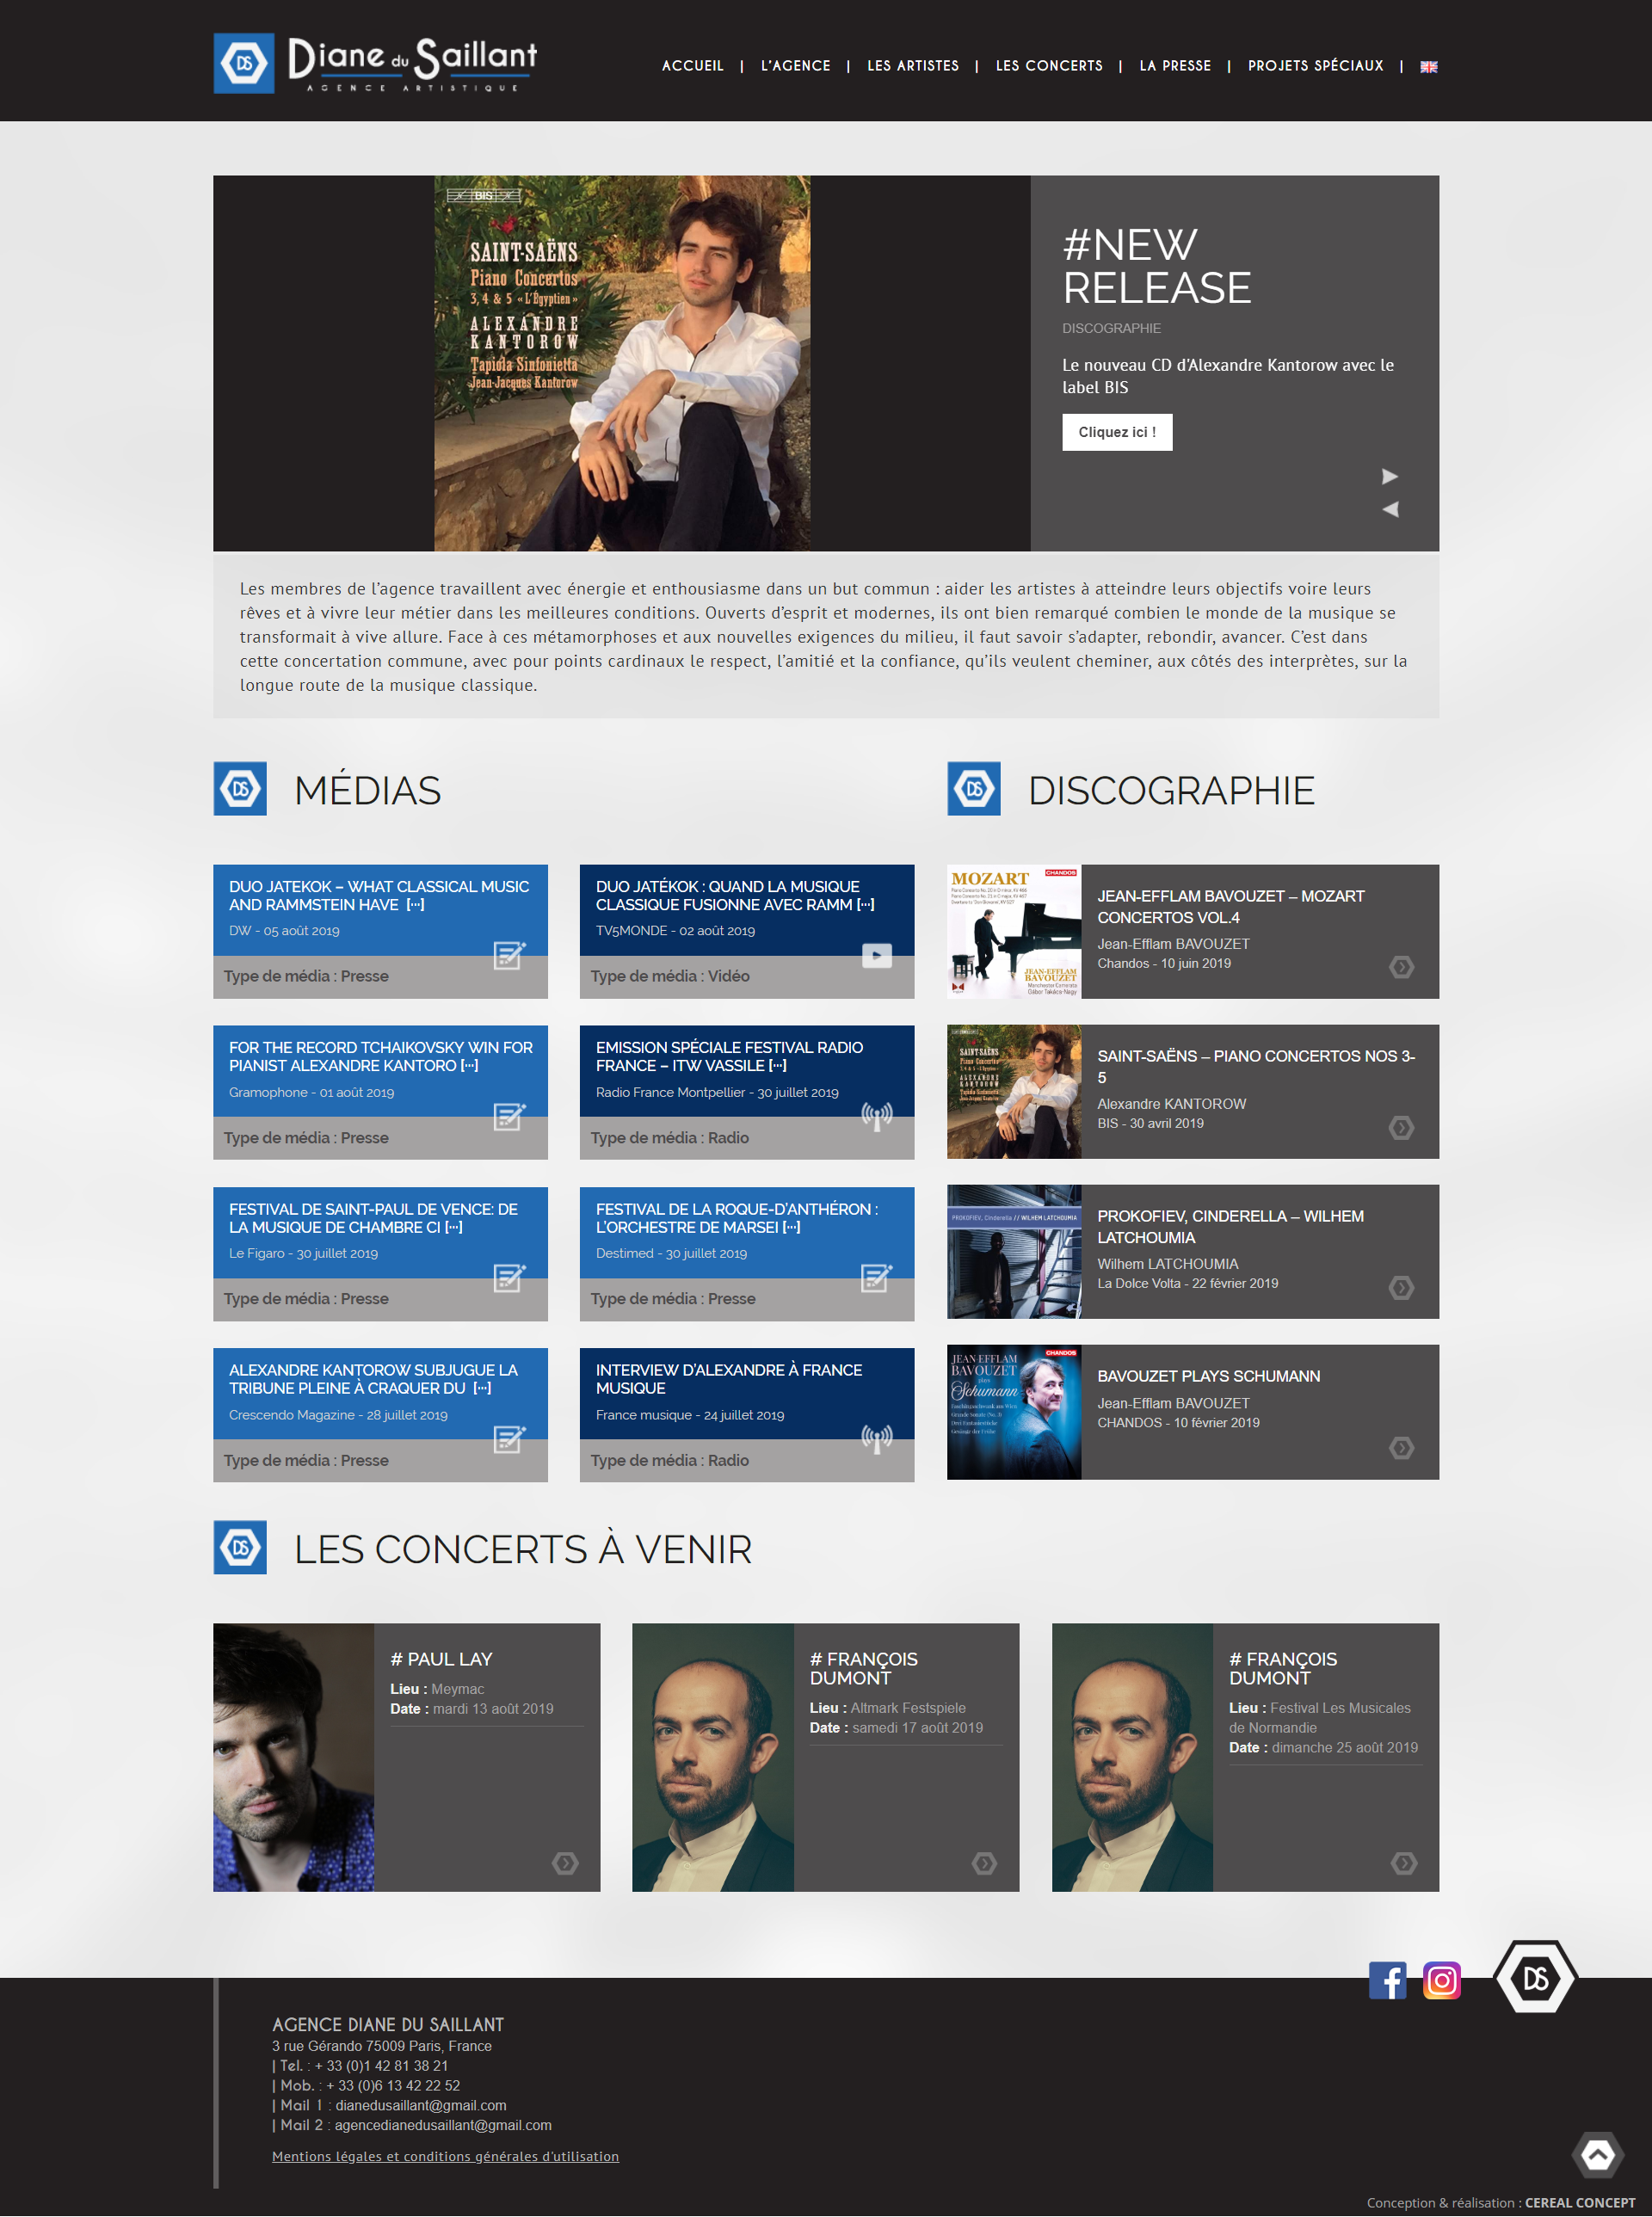 DS
Diane du Saillant
AGENCE ARTISTIQUE
ACCUEIL | L'AGENCE | LES ARTISTES | LES CONCERTS | LA PRESSE | PROJETS SPÉCIAUX |
BIS
SAINT-SAËNS
Piano Concertos
3, 4 & 5 « L'Égyptien »
ALEXANDRE
KANTOROW
Tapiola Sinfonietta
Jean-Jacques Kantorow
#NEW
RELEASE
DISCOGRAPHIE
Le nouveau CD d'Alexandre Kantorow avec le
label BIS
Cliquez ici !
Les membres de l'agence travaillent avec énergie et enthousiasme dans un but commun : aider les artistes à atteindre leurs objectifs voire leurs
rêves et à vivre leur métier dans les meilleures conditions. Ouverts d'esprit et modernes, ils ont bien remarqué combien le monde de la musique se
transformait à vive allure. Face à ces métamorphoses et aux nouvelles exigences du milieu, il faut savoir s'adapter, rebondir, avancer. C'est dans
cette concertation commune, avec pour points cardinaux le respect, l'amitié et la confiance, qu'ils veulent cheminer, aux côtés des interprètes, sur la
longue route de la musique classique.
DS
MÉDIAS
DUO JATEKOK – WHAT CLASSICAL MUSIC
AND RAMMSTEIN HAVE [···]
DW - 05 août 2019
Type de média : Presse
DUO JATÉKOK : QUAND LA MUSIQUE
CLASSIQUE FUSIONNE AVEC RAMM [···]
TV5MONDE - 02 août 2019
Type de média : Vidéo
FOR THE RECORD TCHAIKOVSKY WIN FOR
PIANIST ALEXANDRE KANTORO [···]
Gramophone - 01 août 2019
Type de média : Presse
EMISSION SPÉCIALE FESTIVAL RADIO
FRANCE – ITW VASSILE [···]
Radio France Montpellier - 30 juillet 2019
Type de média : Radio
FESTIVAL DE SAINT-PAUL DE VENCE: DE
LA MUSIQUE DE CHAMBRE CI [···]
Le Figaro - 30 juillet 2019
Type de média : Presse
FESTIVAL DE LA ROQUE-D'ANTHÉRON :
L'ORCHESTRE DE MARSEI [···]
Destimed - 30 juillet 2019
Type de média : Presse
ALEXANDRE KANTOROW SUBJUGUE LA
TRIBUNE PLEINE À CRAQUER DU [···]
Crescendo Magazine - 28 juillet 2019
Type de média : Presse
INTERVIEW D'ALEXANDRE À FRANCE
MUSIQUE
France musique - 24 juillet 2019
Type de média : Radio
DS
DISCOGRAPHIE
CHANDOS
MOZART
JEAN-EFFLAM
BAVOUZET
Manchester Camerata
Gábor Takács-Nagy
JEAN-EFFLAM BAVOUZET – MOZART
CONCERTOS VOL.4
Jean-Efflam BAVOUZET
Chandos - 10 juin 2019
SAINT-SAËNS
Piano Concertos
ALEXANDRE
KANTOROW
SAINT-SAËNS – PIANO CONCERTOS NOS 3-
5
Alexandre KANTOROW
BIS - 30 avril 2019
PROKOFIEV, Cinderella // WILHEM LATCHOUMIA
PROKOFIEV, CINDERELLA – WILHEM
LATCHOUMIA
Wilhem LATCHOUMIA
La Dolce Volta - 22 février 2019
CHANDOS
JEAN-EFFLAM
BAVOUZET
plays
Schumann
BAVOUZET PLAYS SCHUMANN
Jean-Efflam BAVOUZET
CHANDOS - 10 février 2019
DS
LES CONCERTS À VENIR
# PAUL LAY
Lieu : Meymac
Date : mardi 13 août 2019
# FRANÇOIS
DUMONT
Lieu : Altmark Festspiele
Date : samedi 17 août 2019
# FRANÇOIS
DUMONT
Lieu : Festival Les Musicales
de Normandie
Date : dimanche 25 août 2019
DS
AGENCE DIANE DU SAILLANT
3 rue Gérando 75009 Paris, France
| Tel. : + 33 (0)1 42 81 38 21
| Mob. : + 33 (0)6 13 42 22 52
| Mail 1 : dianedusaillant@gmail.com
| Mail 2 : agencedianedusaillant@gmail.com
Mentions légales et conditions générales d'utilisation
Conception & réalisation : CEREAL CONCEPT